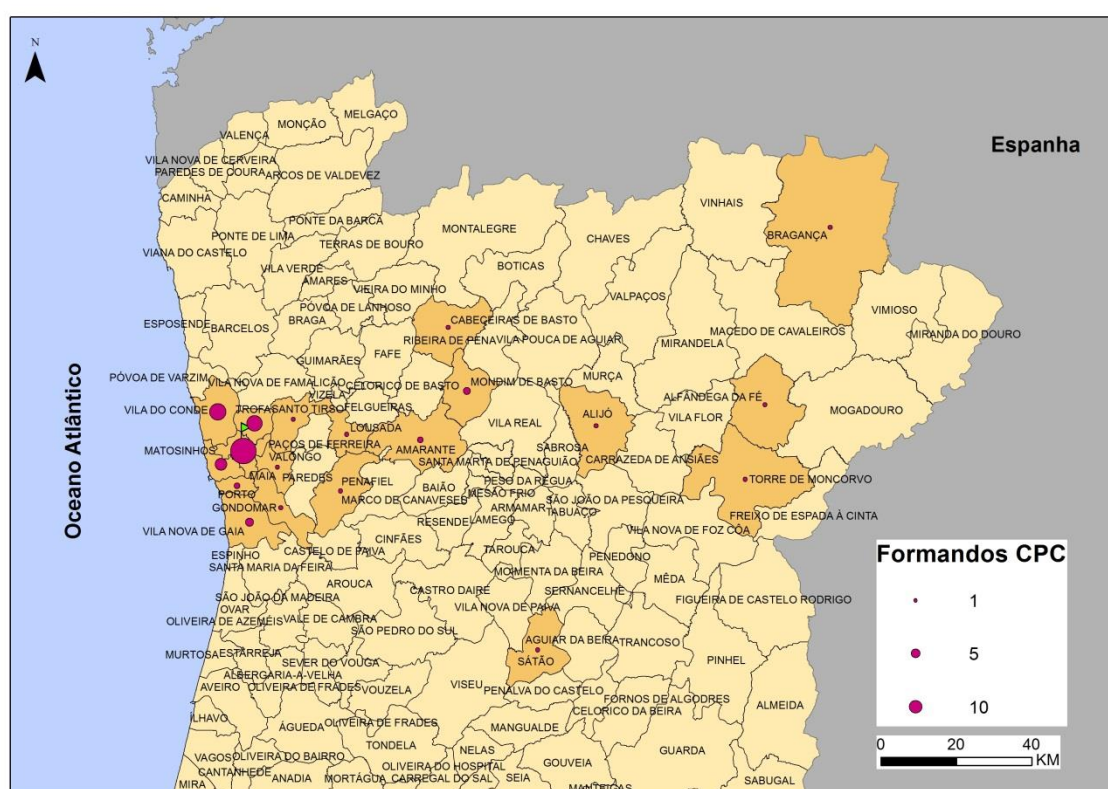 N
MELGAÇO
MONÇÃO
VALENÇA
Espanha
VILA NOVA DE CERVEIRA
PAREDES DE COURA
ARCOS DE VALDEVEZ
CAMINHA
VINHAIS
PONTE DA BARCA
MONTALEGRE
BRAGANÇA
PONTE DE LIMA
CHAVES
TERRAS DE BOURO
VIANA DO CASTELO
BOTICAS
VILA VERDE
AMARES
VIEIRA DO MINHO
VALPAÇOS
PÓVOA DE LANHOSO
VIMIOSO
BRAGA
CABECEIRAS DE BASTO
ESPOSENDE
BARCELOS
MACEDO DE CAVALEIROS
MIRANDA DO DOURO
RIBEIRA DE PENA
VILA POUCA DE AGUIAR
MIRANDELA
FAFE
GUIMARÃES
MURÇA
PÓVOA DE VARZIM
VILA NOVA DE FAMALICÃO
CELORICO DE BASTO
MONDIM DE BASTO
VIZELA
ALFÂNDEGA DA FÉ
MOGADOURO
VILA DO CONDE
TROFA
SANTO TIRSO
FELGUEIRAS
ALIJÓ
VILA FLOR
VILA REAL
LOUSADA
PAÇOS DE FERREIRA
AMARANTE
SABROSA
MATOSINHOS
VALONGO
SANTA MARTA DE PENAGUIÃO
CARRAZEDA DE ANSIÃES
MAIA
PAREDES
PENAFIEL
BAIÃO
PESO DA RÉGUA
TORRE DE MONCORVO
PORTO
MARCO DE CANAVESES
MESÃO FRIO
SÃO JOÃO DA PESQUEIRA
GONDOMAR
ARMAMAR
TABUAÇO
FREIXO DE ESPADA À CINTA
RESENDE
LAMEGO
VILA NOVA DE GAIA
VILA NOVA DE FOZ CÔA
CINFÃES
ESPINHO
CASTELO DE PAIVA
TAROUCA
PENEDONO
SANTA MARIA DA FEIRA
MOIMENTA DA BEIRA
MÊDA
AROUCA
CASTRO DAIRE
SERNANCELHE
SÃO JOÃO DA MADEIRA
FIGUEIRA DE CASTELO RODRIGO
OVAR
VILA NOVA DE PAIVA
OLIVEIRA DE AZEMÉIS
VALE DE CAMBRA
SÃO PEDRO DO SUL
AGUIAR DA BEIRA
TRANCOSO
MURTOSA
ESTARREJA
SÁTÃO
PINHEL
SEVER DO VOUGA
ALBERGARIA-A-VELHA
VISEU
AVEIRO
OLIVEIRA DE FRADES
VOUZELA
PENALVA DO CASTELO
FORNOS DE ALGODRES
ALMEIDA
CELORICO DA BEIRA
ÍLHAVO
ÁGUEDA
OLIVEIRA DE FRADES
MANGUALDE
TONDELA
VAGOS
OLIVEIRA DO BAIRRO
NELAS
GUARDA
OLIVEIRA DO HOSPITAL
GOUVEIA
CANTANHEDE
ANADIA
MORTÁGUA
CARREGAL DO SAL
SEIA
SABUGAL
MIRA
MANTEIGAS
Oceano Atlântico
Formandos CPC
1
5
10
0 20 40
KM